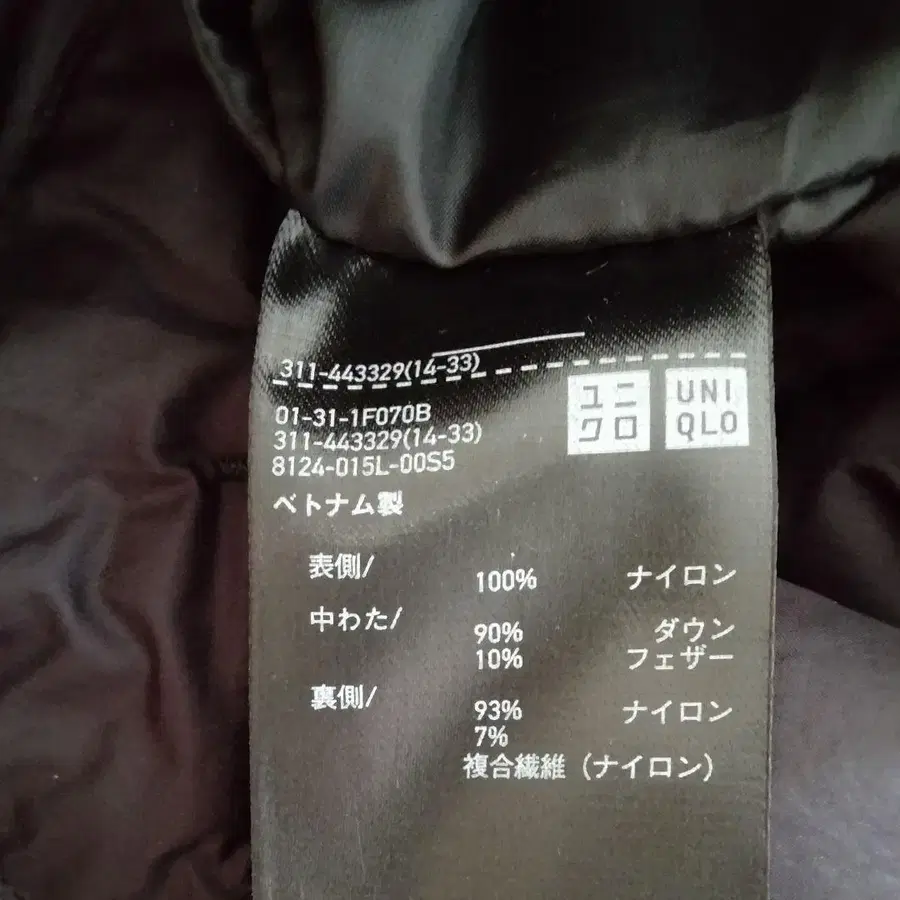 311-443329(14-33)
01-31-1F070B
311-443329(14-33)
8124-015L-00S5
ユニ
クロ
UNI
QLO
ベトナム製
表側/
100% ナイロン
中わた/
90% ダウン
10% フェザー
裏側/
93% ナイロン
7%
複合繊維 (ナイロン)